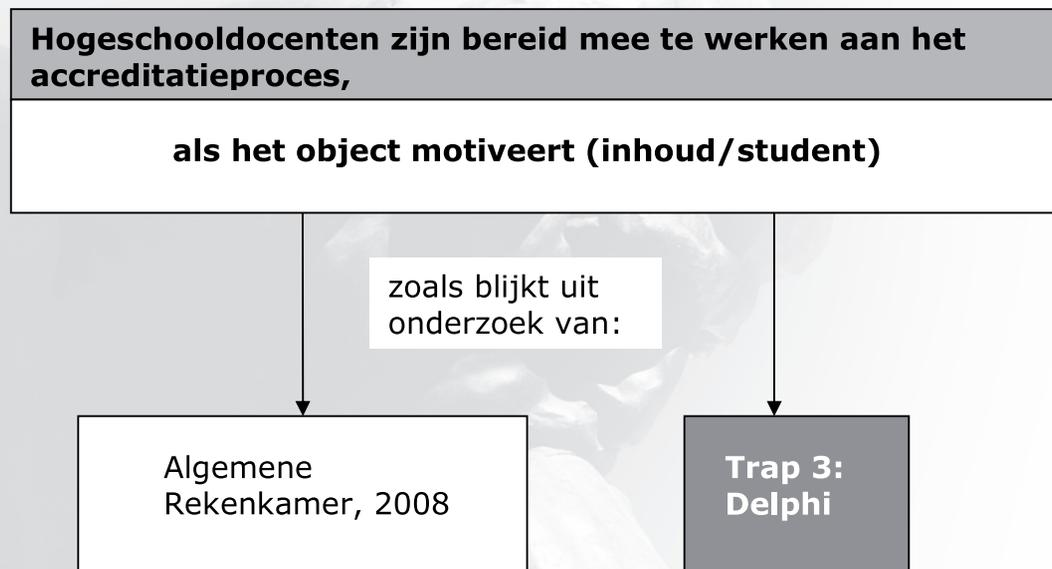 Hogeschooldocenten zijn bereid mee te werken aan het
accreditatieproces,
als het object motiveert (inhoud/student)
zoals blijkt uit
onderzoek van:
Algemene
Rekenkamer, 2008
Trap 3:
Delphi